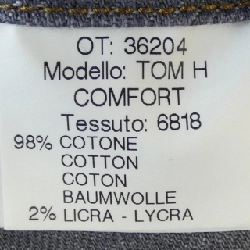 OT: 36204
Modello: TOM H
COMFORT
Tessuto: 6818
98% COTONE
COTTON
COTON
BAUMWOLLE
2% LICRA - LYCRA